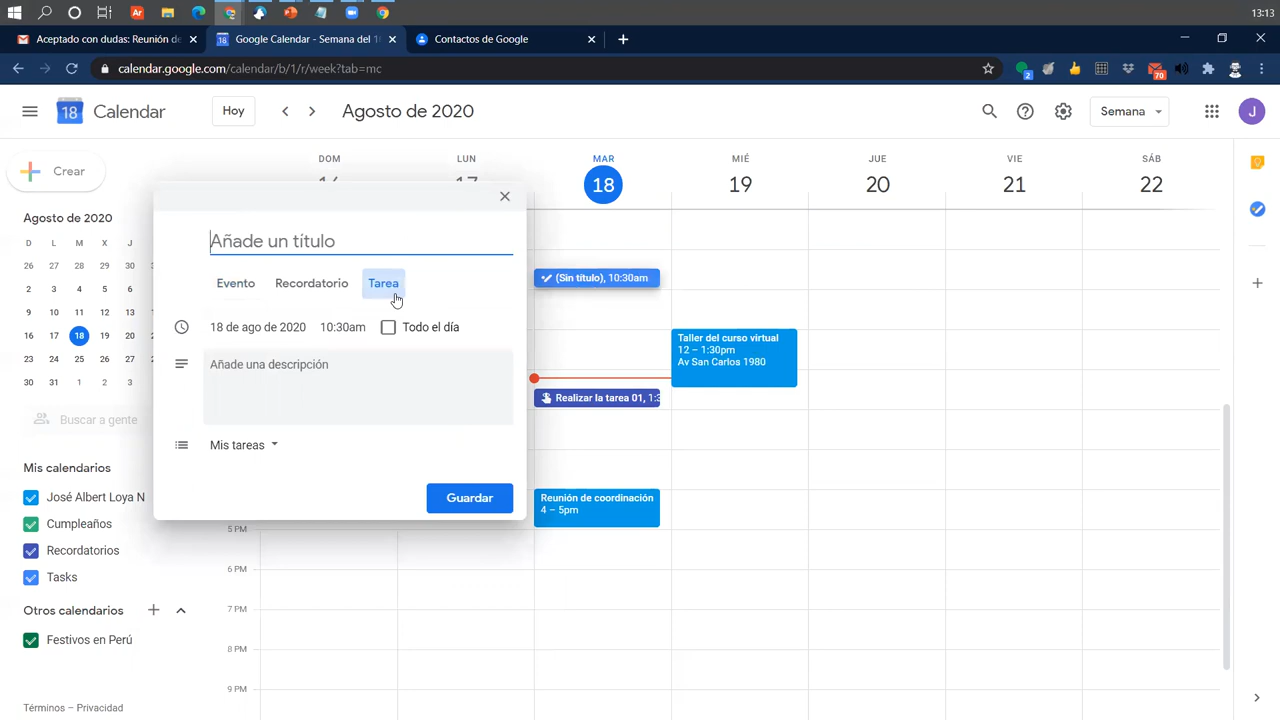 13:13
Aceptado con dudas: Reunión de
Google Calendar - Semana del 1
Contactos de Google
calendar.google.com/calendar/b/1/r/week?tab=mc
2
70
18
Calendar
Hoy
Agosto de 2020
Semana
J
Crear
DOM
LUN
MAR
MIÉ
JUE
VIE
SÁB
18
19
20
21
22
Agosto de 2020
D L M X J
26 27 28 29 30
2 3 4 5 6
9 10 11 12 13
16 17 18 19 20
23 24 25 26 27
30 31 1 2 3
Buscar a gente
Mis calendarios
José Albert Loya N
Cumpleaños
Recordatorios
Tasks
Otros calendarios
Festivos en Perú
Términos – Privacidad
Añade un título
Evento
Recordatorio
Tarea
18 de ago de 2020
10:30am
Todo el día
Añade una descripción
Mis tareas
Guardar
(Sin título), 10:30am
Taller del curso virtual
12 – 1:30pm
Av San Carlos 1980
Realizar la tarea 01, 1:3
Reunión de coordinación
4 – 5pm
5 PM
6 PM
7 PM
8 PM
9 PM